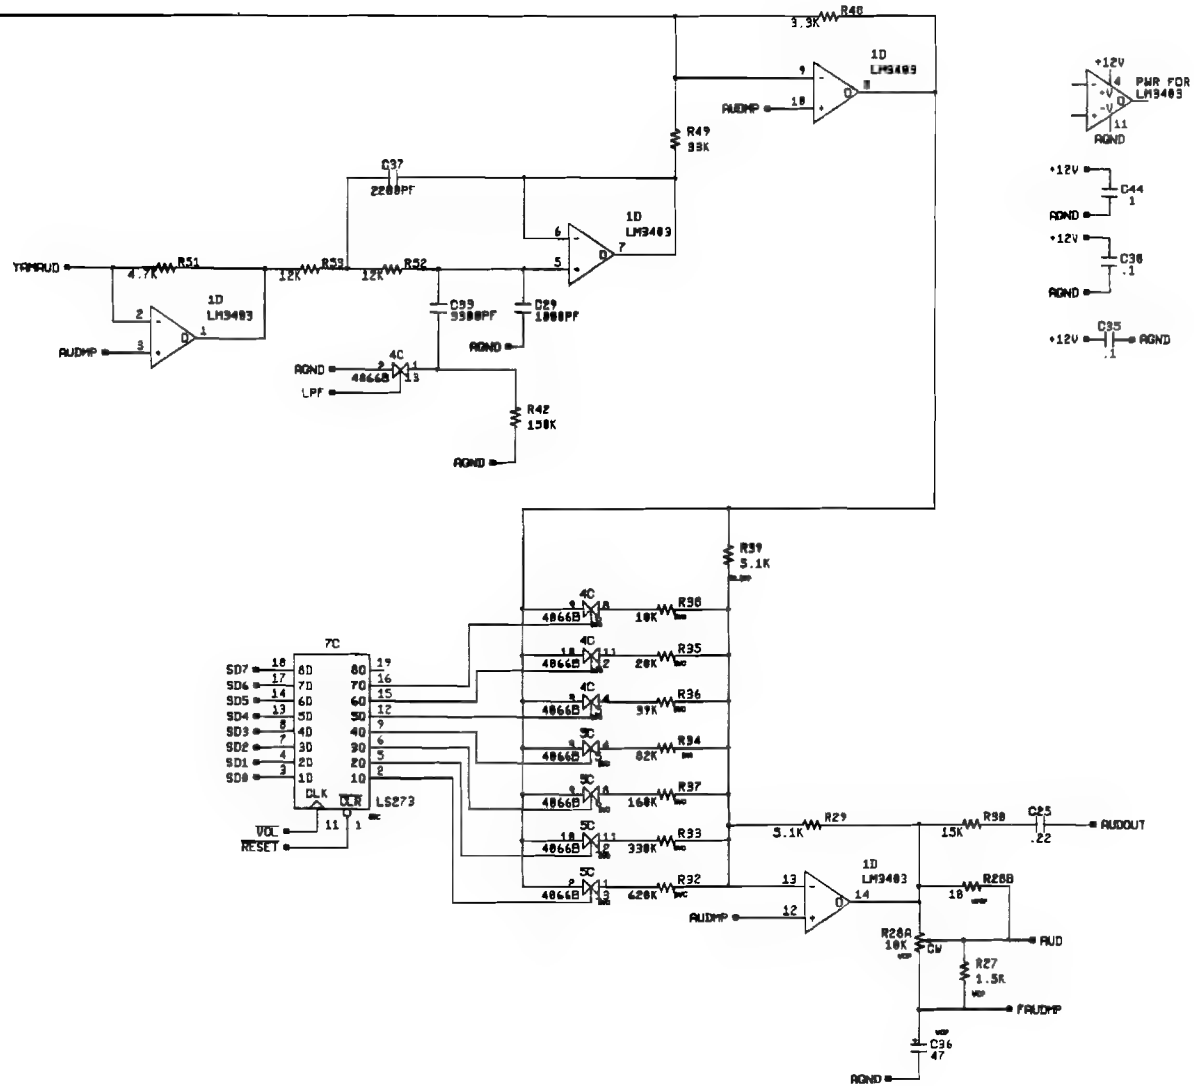 R48
3.3K
1D
LM3403
9
8
Q
AUDMP
10
+12V
4
+V
-V
Q
11
AGND
PWR FOR
LM3403
R49
33K
C37
2200PF
+12V
C44
.1
AGND
1D
LM3403
6
7
5
Q
+12V
C38
.1
AGND
YAMAUD
R51
4.7K
R53
12K
R52
12K
1D
LM3403
2
1
3
Q
AUDMP
C33
3300PF
C29
1000PF
AGND
+12V
C35
.1
AGND
4C
AGND
2
1
4066B
13
LPF
R42
150K
AGND
R39
5.1K
4C
9
8
4066B
R38
10K
4C
10
11
4066B
12
R35
20K
4C
4066B
R36
39K
5C
4066B
R34
82K
5C
9
8
4066B
R37
160K
5C
10
11
4066B
12
R33
330K
5C
2
1
4066B
13
R32
620K
7C
SD7
18
8D
8Q
19
SD6
17
7D
7Q
16
SD5
14
6D
6Q
15
SD4
13
5D
5Q
12
SD3
8
4D
4Q
9
SD2
7
3D
3Q
6
SD1
4
2D
2Q
5
SD0
3
1D
1Q
2
CLK
CLR
LS273
VOL
11
1
RESET
R29
5.1K
R30
15K
C25
.22
AUDOUT
1D
LM3403
13
14
12
Q
AUDMP
R28B
10
R28A
10K
CW
AUD
R27
1.5K
FAUDMP
C36
47
AGND